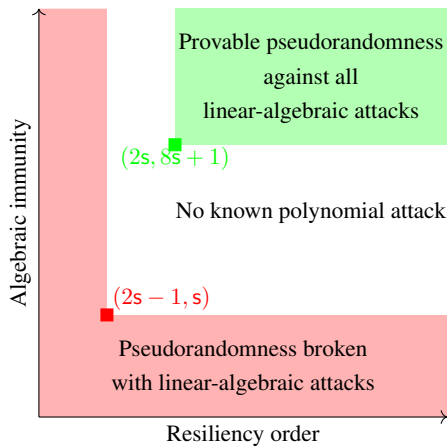 Provable pseudorandomness
against all
linear-algebraic attacks
(2s, 8s + 1)
No known polynomial attack
(2s − 1, s)
Pseudorandomness broken
with linear-algebraic attacks
Algebraic immunity
Resiliency order